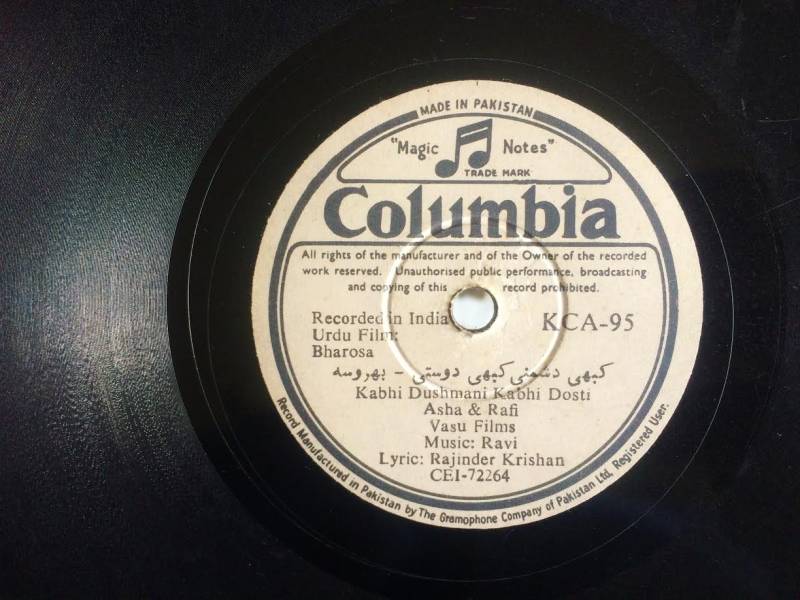 MADE IN PAKISTAN
"Magic Notes"
TRADE MARK
Columbia
All rights of the manufacturer and of the Owner of the recorded
work reserved. Unauthorised public performance, broadcasting
and copying of this record prohibited.
Recorded in India KCA-95
Urdu Film:
Bharosa
کبھی دشمنی کبھی دوستی - بھروسہ
Kabhi Dushmani Kabhi Dosti
Asha & Rafi
Vasu Films
Music: Ravi
Lyric: Rajinder Krishan
CEI-72264
Record Manufactured in Pakistan by The Gramophone Company of Pakistan Ltd, Registered User.